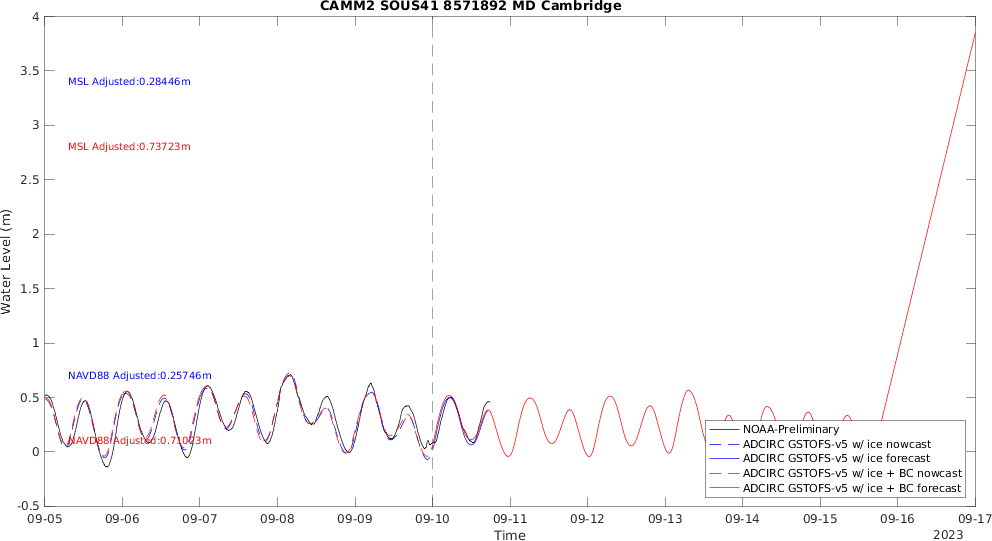 CAMM2 SOUS41 8571892 MD Cambridge
4
3.5
3
2.5
2
1.5
1
0.5
0
-0.5
Water Level (m)
MSL Adjusted:0.28446m
MSL Adjusted:0.73723m
NAVD88 Adjusted:0.25746m
NAVD88 Adjusted:0.71023m
NOAA-Preliminary
ADCIRC GSTOFS-v5 w/ ice nowcast
ADCIRC GSTOFS-v5 w/ ice forecast
ADCIRC GSTOFS-v5 w/ ice + BC nowcast
ADCIRC GSTOFS-v5 w/ ice + BC forecast
09-05 09-06 09-07 09-08 09-09 09-10 09-11 09-12 09-13 09-14 09-15 09-16 09-17
Time
2023